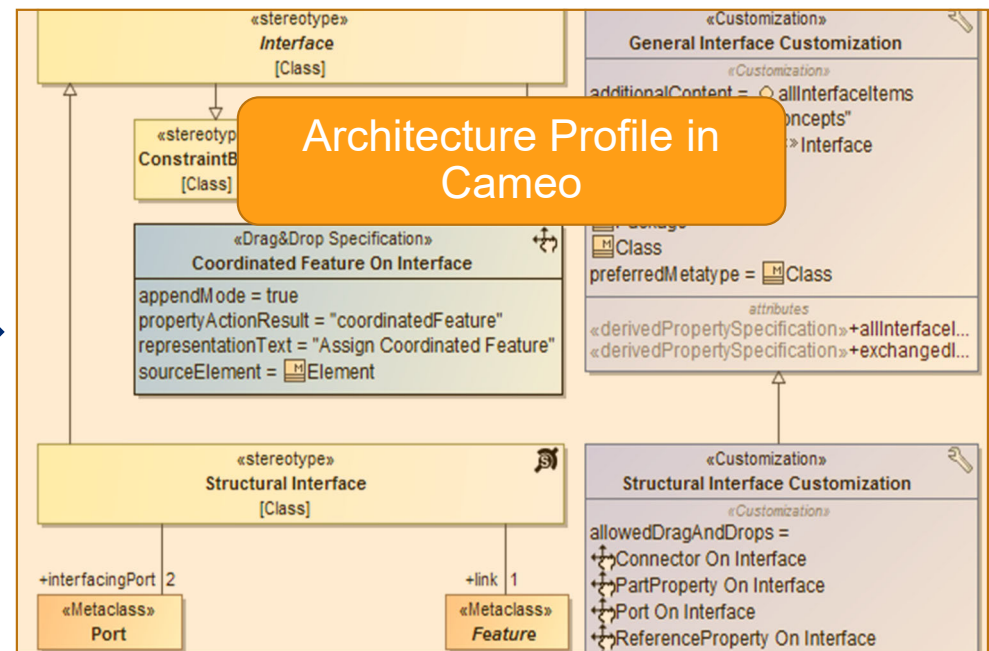 «stereotype»
Interface
[Class]
«stereotyp
ConstraintB
[Class]
Architecture Profile in
Cameo
«Drag&Drop Specification»
Coordinated Feature On Interface
appendMode = true
propertyActionResult = "coordinatedFeature"
representationText = "Assign Coordinated Feature"
sourceElement = Element
«stereotype»
Structural Interface
[Class]
+interfacingPort 2
+link 1
«Metaclass»
Port
«Metaclass»
Feature
«Customization»
General Interface Customization
«Customization»
additionalContent = allInterfaceItems
oncepts"
» Interface
Package
Class
preferredMetatype = Class
attributes
«derivedPropertySpecification»+allInterfaceI...
«derivedPropertySpecification»+exchangedI...
«Customization»
Structural Interface Customization
«Customization»
allowedDragAndDrops =
Connector On Interface
PartProperty On Interface
Port On Interface
ReferenceProperty On Interface